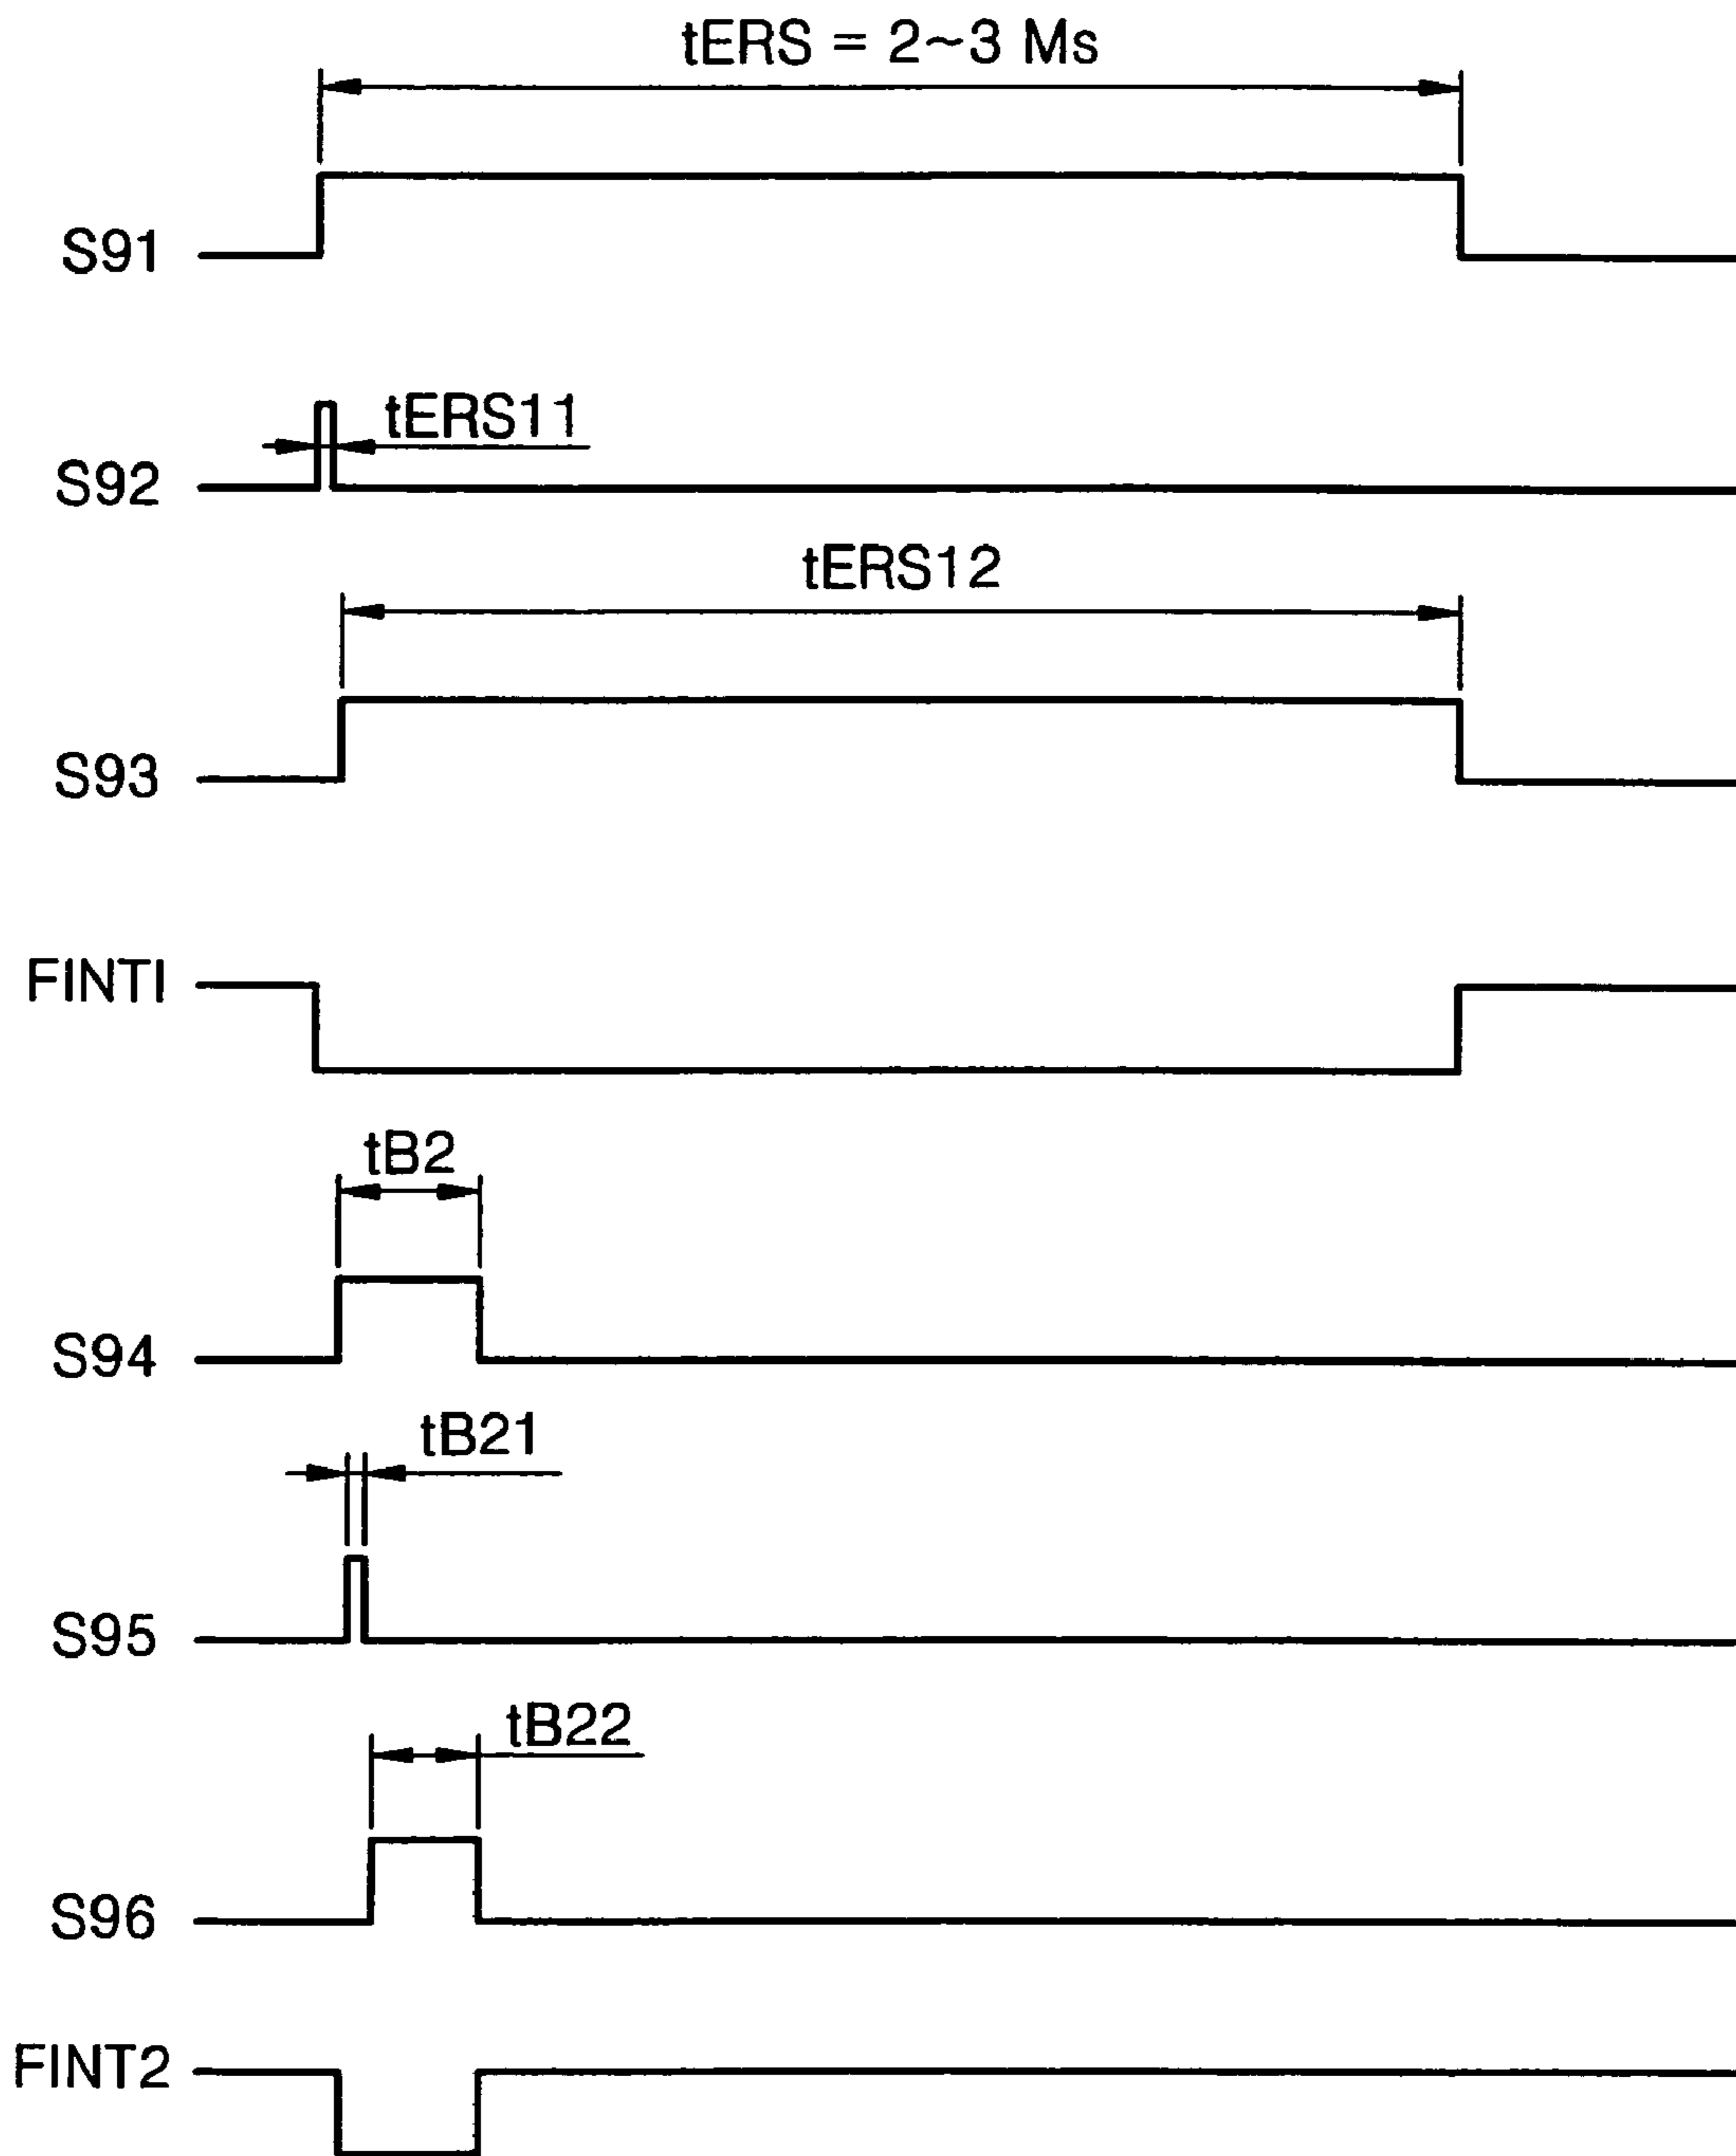 tERS = 2~3 Ms
S91
tERS11
S92
tERS12
S93
FINTI
tB2
S94
tB21
S95
tB22
S96
FINT2